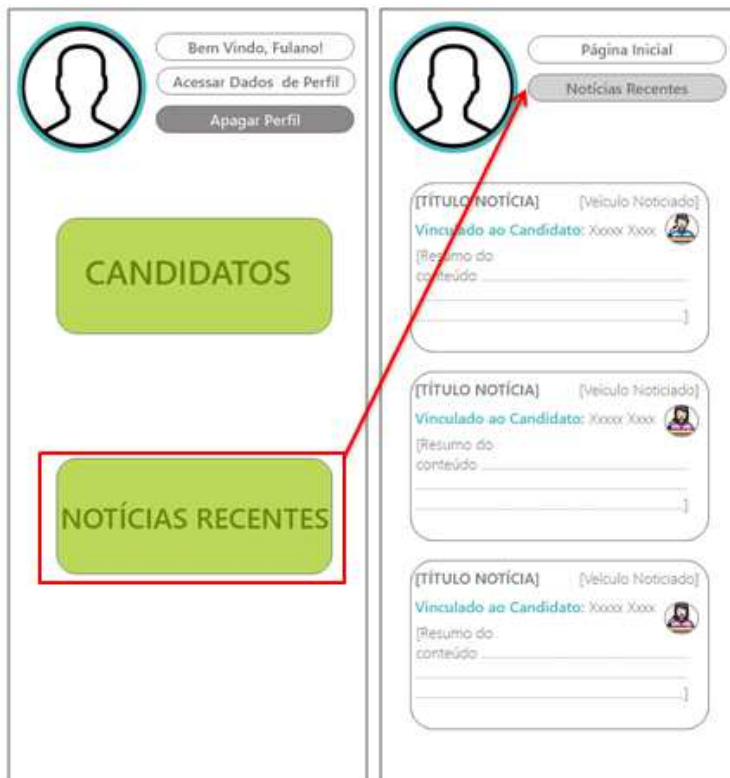 Bem Vindo, Fulano!
Acessar Dados de Perfil
Apagar Perfil
CANDIDATOS
NOTÍCIAS RECENTES
Página Inicial
Notícias Recentes
[TÍTULO NOTÍCIA] [Veículo Noticiado]
Vinculado ao Candidato: Xxxxx Xxxx
[Resumo do
conteúdo
]
[TÍTULO NOTÍCIA] [Veículo Noticiado]
Vinculado ao Candidato: Xxxxx Xxxx
[Resumo do
conteúdo
]
[TÍTULO NOTÍCIA] [Veículo Noticiado]
Vinculado ao Candidato: Xxxxx Xxxx
[Resumo do
conteúdo
]